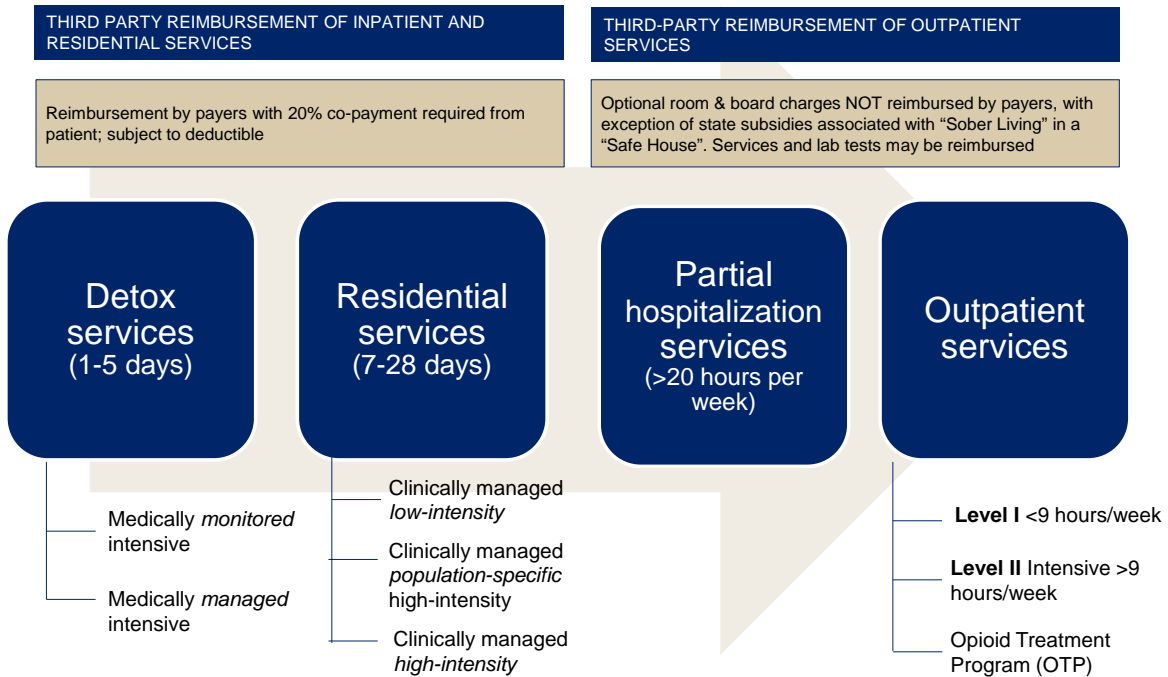 THIRD PARTY REIMBURSEMENT OF INPATIENT AND
RESIDENTIAL SERVICES
THIRD-PARTY REIMBURSEMENT OF OUTPATIENT
SERVICES
Reimbursement by payers with 20% co-payment required from
patient; subject to deductible
Optional room & board charges NOT reimbursed by payers, with
exception of state subsidies associated with “Sober Living” in a
“Safe House”. Services and lab tests may be reimbursed
Detox
services
(1-5 days)
Residential
services
(7-28 days)
Partial
hospitalization
services
(>20 hours per
week)
Outpatient
services
Medically monitored
intensive
Medically managed
intensive
Clinically managed
low-intensity
Clinically managed
population-specific
high-intensity
Clinically managed
high-intensity
Level I <9 hours/week
Level II Intensive >9
hours/week
Opioid Treatment
Program (OTP)